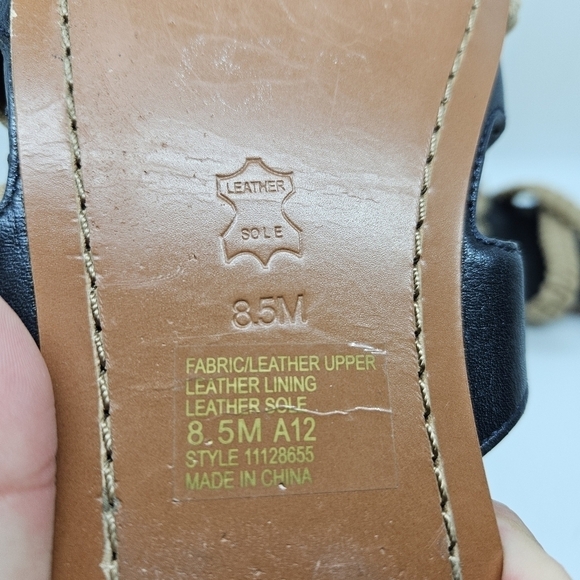 LEATHER
SOLE
8.5M
FABRIC/LEATHER UPPER
LEATHER LINING
LEATHER SOLE
8.5M A12
STYLE 11128655
MADE IN CHINA